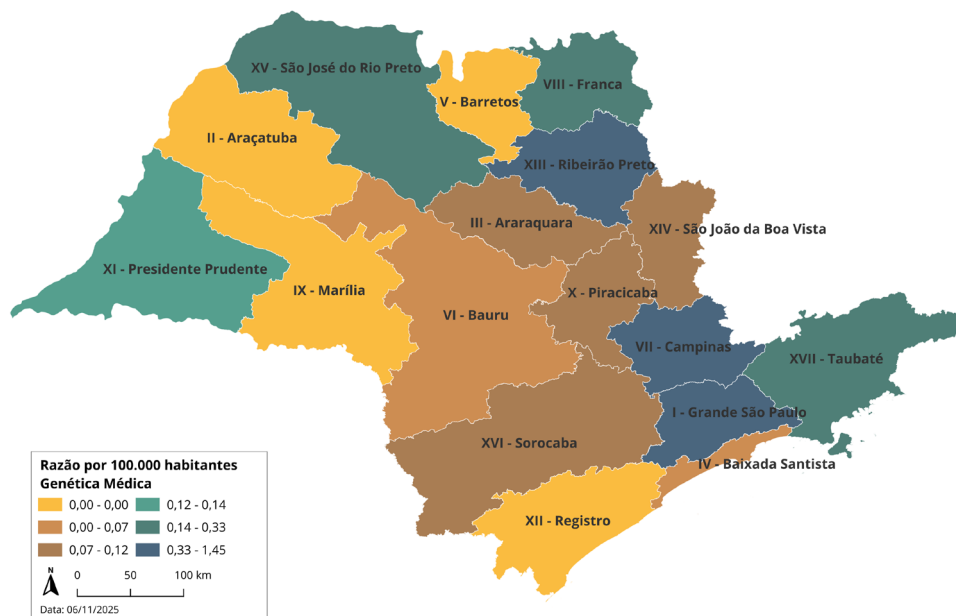 XV - São José do Rio Preto
VIII - Franca
V - Barretos
II - Araçatuba
XIII - Ribeirão Preto
III - Araraquara
XIV - São João da Boa Vista
XI - Presidente Prudente
IX - Marília
X - Piracicaba
VI - Bauru
VII - Campinas
XVII - Taubaté
I - Grande São Paulo
XVI - Sorocaba
IV - Baixada Santista
XII - Registro
Razão por 100.000 habitantes
Genética Médica
0,00 - 0,00 0,12 - 0,14
0,00 - 0,07 0,14 - 0,33
0,07 - 0,12 0,33 - 1,45
N
0 50 100 km
Data: 06/11/2025